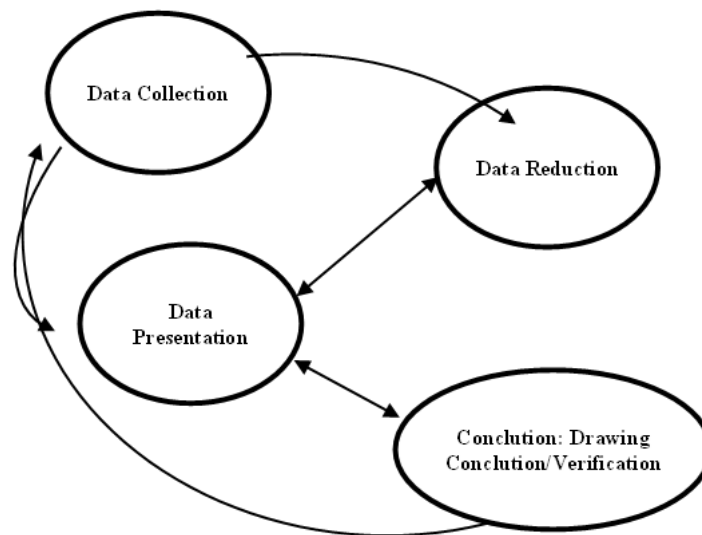 Data Collection
Data Reduction
Data
Presentation
Conclution: Drawing
Conclution/Verification